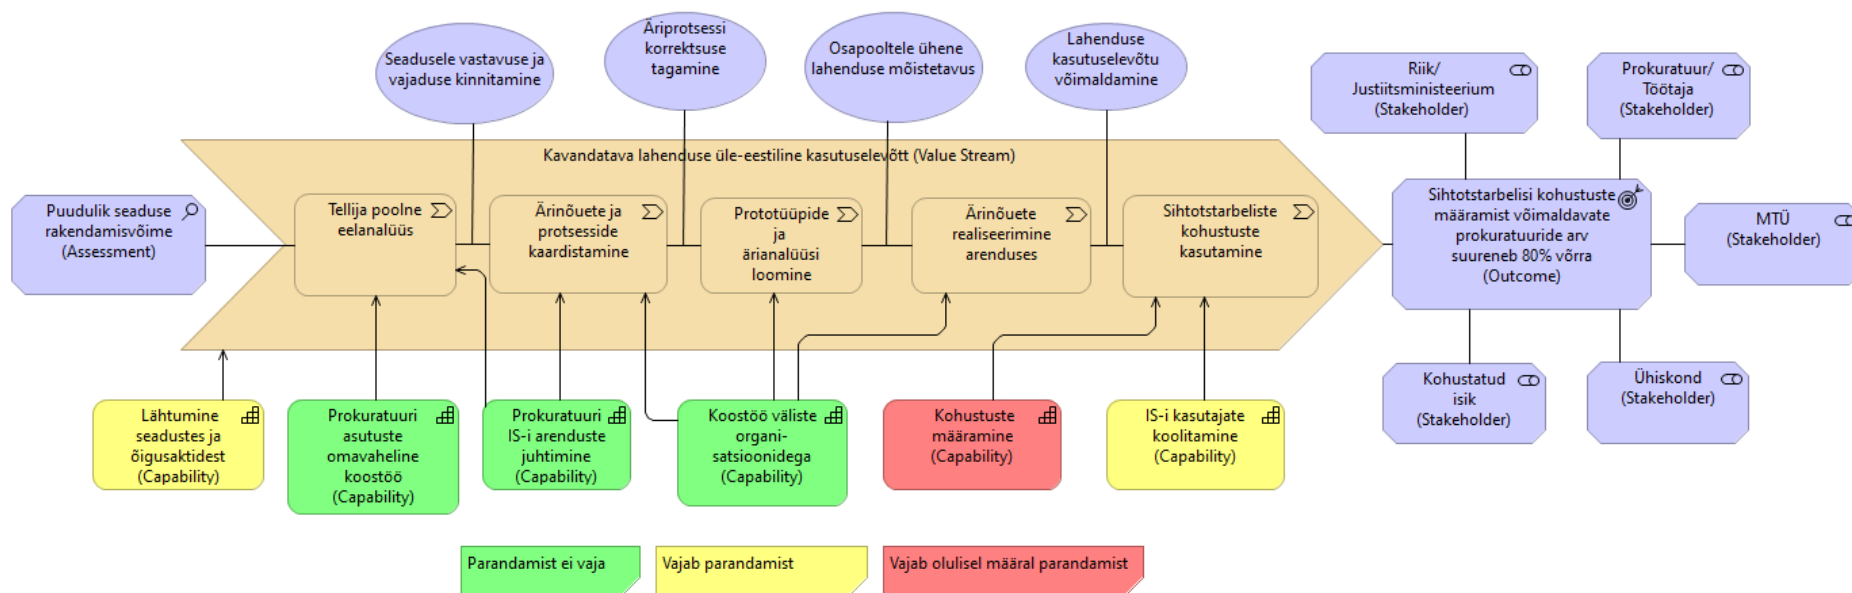 Seadusele vastavuse ja
vajaduse kinnitamine
Äriprotsessi
korrektsuse
tagamine
Osapooltele ühene
lahenduse mõistetavus
Lahenduse
kasutuselevõtu
võimaldamine
Riik/
Justiitsministeerium
(Stakeholder)
Prokuratuur/
Töötaja
(Stakeholder)
Kavandatava lahenduse üle-eestiline kasutuselevõtt (Value Stream)
Puudulik seaduse
rakendamisvõime
(Assessment)
Tellija poolne
eelanalüüs
Ärinõuete ja
protsesside
kaardistamine
Prototüüpide
ja
ärianalüüsi
loomine
Ärinõuete
realiseerimine
arenduses
Sihtotstarbeliste
kohustuste
kasutamine
Sihtotstarbelisi kohustuste
määramist võimaldavate
prokuratuuride arv
suureneb 80% võrra
(Outcome)
MTÜ
(Stakeholder)
Kohustatud
isik
(Stakeholder)
Ühiskond
(Stakeholder)
Lähtumine
seadustes ja
õigusaktidest
(Capability)
Prokuratuuri
asutuste
omavaheline
koostöö
(Capability)
Prokuratuuri
IS-i arenduste
juhtimine
(Capability)
Koostöö väliste
organi-
satsioonidega
(Capability)
Kohustuste
määramine
(Capability)
IS-i kasutajate
koolitamine
(Capability)
Parandamist ei vaja
Vajab parandamist
Vajab olulisel määral parandamist